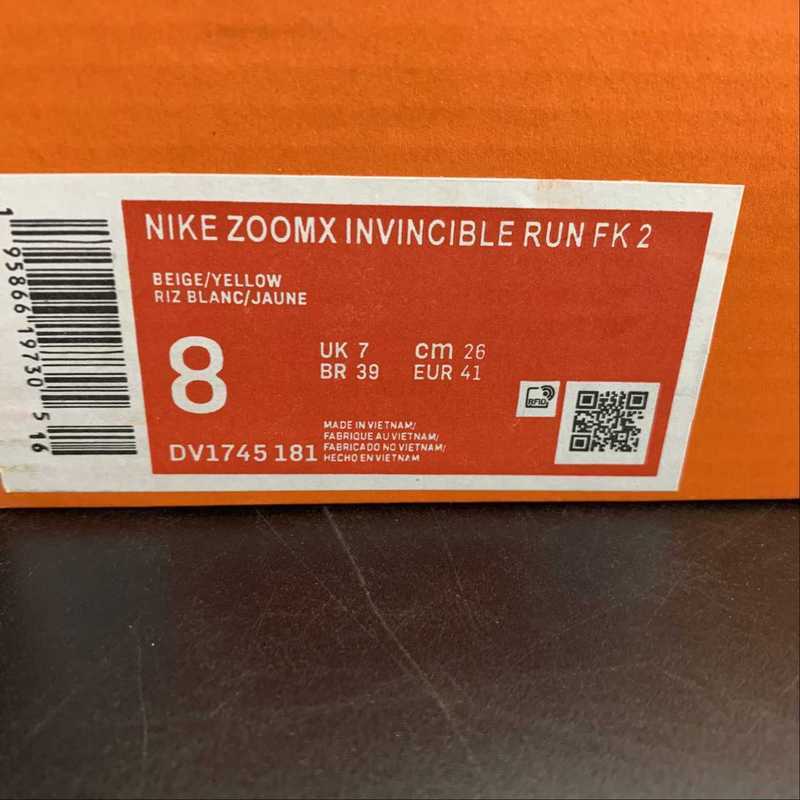 NIKE ZOOMX INVINCIBLE RUN FK 2
BEIGE/YELLOW
RIZ BLANC/JAUNE
8
UK 7 cm 26
BR 39 EUR 41
DV1745 181
MADE IN VIETNAM/
FABRIQUE AU VIETNAM/
FABRICADO NO VIETNAM/
HECHO EN VIETNAM
RFID
1 95866 19730 5 16